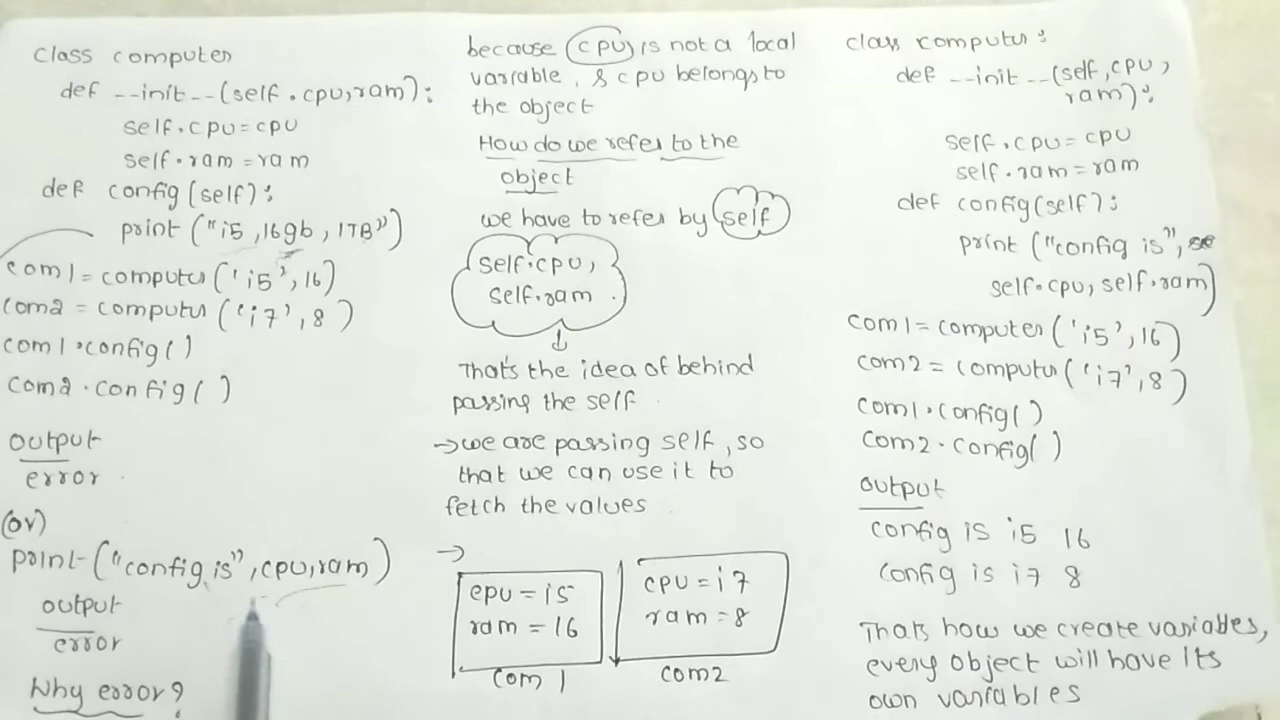 class computer
def __init__(self.cpu,ram):
self.cpu=cpu
self.ram=ram
def config(self):
print("i5,16gb,1TB")
com1=computer('i5',16)
com2=computer('i7',8)
com1.config()
com2.config()
output
error
(or)
print("config is",cpu,ram)
output
error
Why error?
because cpu is not a local
variable, & cpu belongs to
the object
How do we refer to the
object
we have to refer by self
self.cpu,
self.ram
That's the idea of behind
passing the self
→we are passing self, so
that we can use it to
fetch the values
→
cpu=i5
ram=16
com1
cpu=i7
ram=8
com2
class computer:
def __init__(self,cpu,
ram):
self.cpu=cpu
self.ram=ram
def config(self):
print("config is",
self.cpu,self.ram)
com1=computer('i5',16)
com2=computer('i7',8)
com1.config()
com2.config()
output
config is i5 16
config is i7 8
Thats how we create variables,
every object will have its
own variables